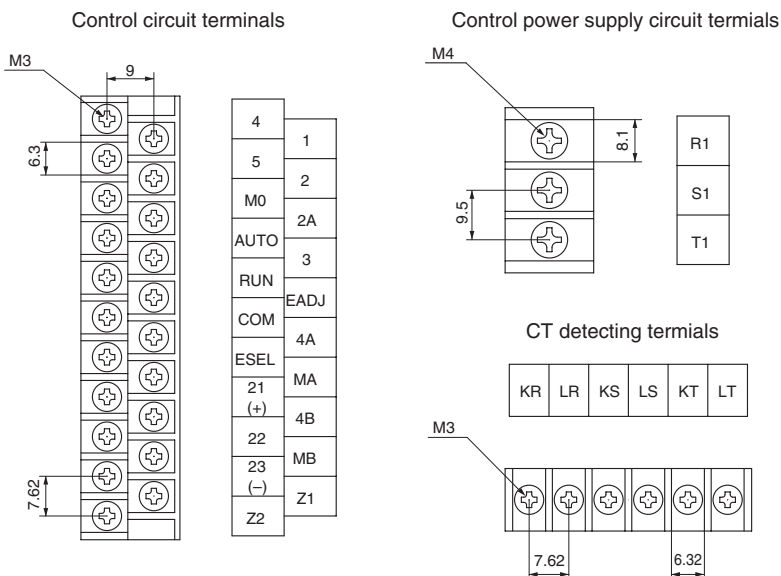 Control circuit terminals
M3
9
6.3
7.62
4
1
5
2
M0
2A
AUTO
3
RUN
EADJ
COM
4A
ESEL
MA
21
(+)
4B
22
MB
23
(–)
Z1
Z2
Control power supply circuit termials
M4
8.1
9.5
R1
S1
T1
CT detecting termials
KR LR KS LS KT LT
M3
7.62
6.32